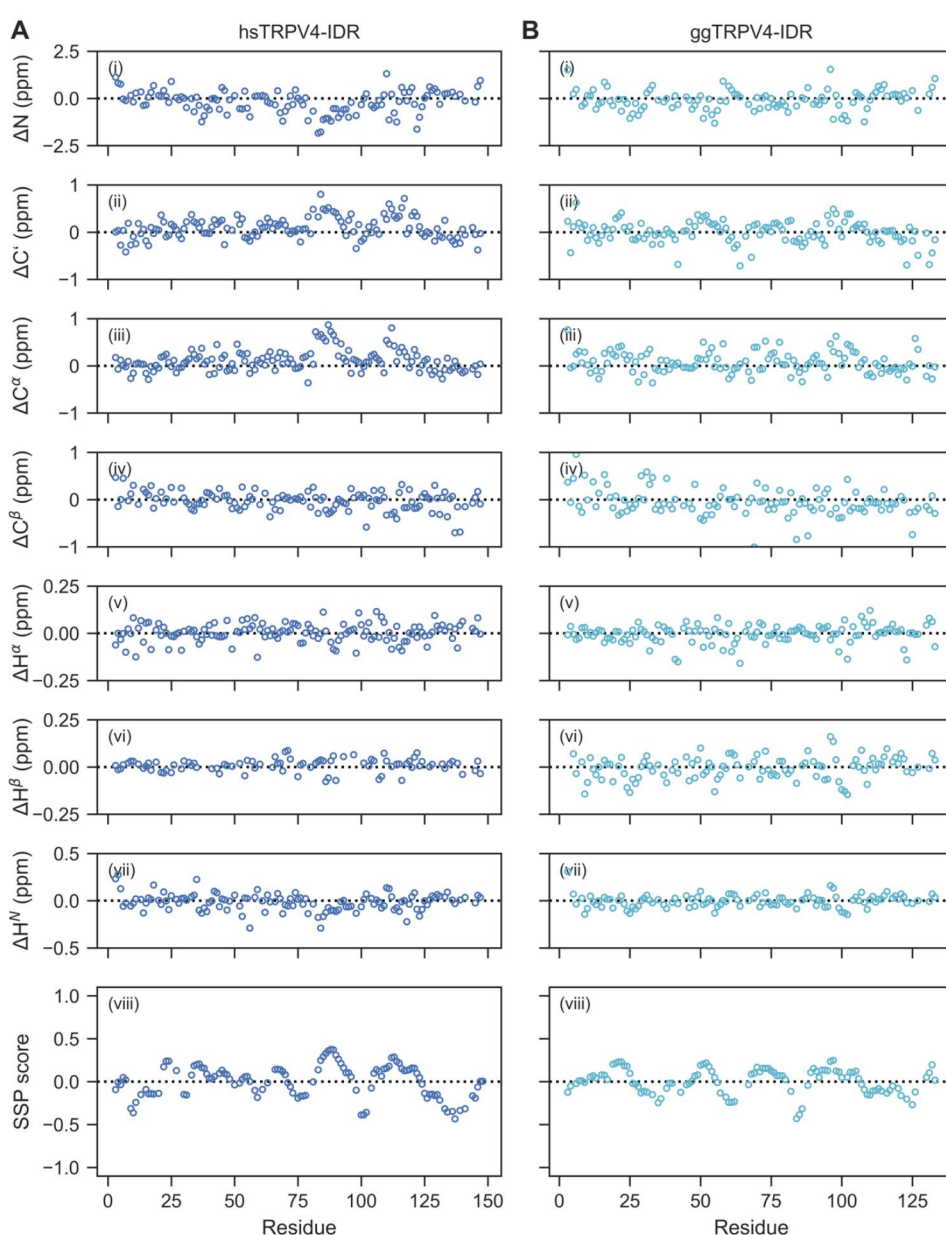 A
hsTRPV4-IDR
B
ggTRPV4-IDR
ΔN (ppm)
2.5
0.0
−2.5
(i)
(i)
ΔC‘ (ppm)
1
0
−1
(ii)
(ii)
ΔCα (ppm)
1
0
−1
(iii)
(iii)
ΔCβ (ppm)
1
0
−1
(iv)
(iv)
ΔHα (ppm)
0.25
0.00
−0.25
(v)
(v)
ΔHβ (ppm)
0.25
0.00
−0.25
(vi)
(vi)
ΔHN (ppm)
0.5
0.0
−0.5
(vii)
(vii)
SSP score
1.0
0.5
0.0
−0.5
−1.0
(viii)
(viii)
0 25 50 75 100 125 150
0 25 50 75 100 125
Residue
Residue